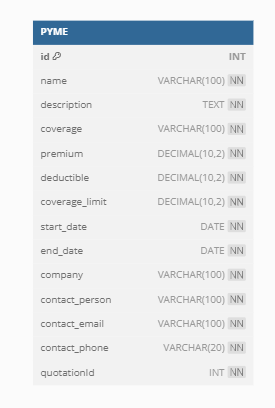 PYME
id INT
name VARCHAR(100) NN
description TEXT NN
coverage VARCHAR(100) NN
premium DECIMAL(10,2) NN
deductible DECIMAL(10,2) NN
coverage_limit DECIMAL(10,2) NN
start_date DATE NN
end_date DATE NN
company VARCHAR(100) NN
contact_person VARCHAR(100) NN
contact_email VARCHAR(100) NN
contact_phone VARCHAR(20) NN
quotationId INT NN